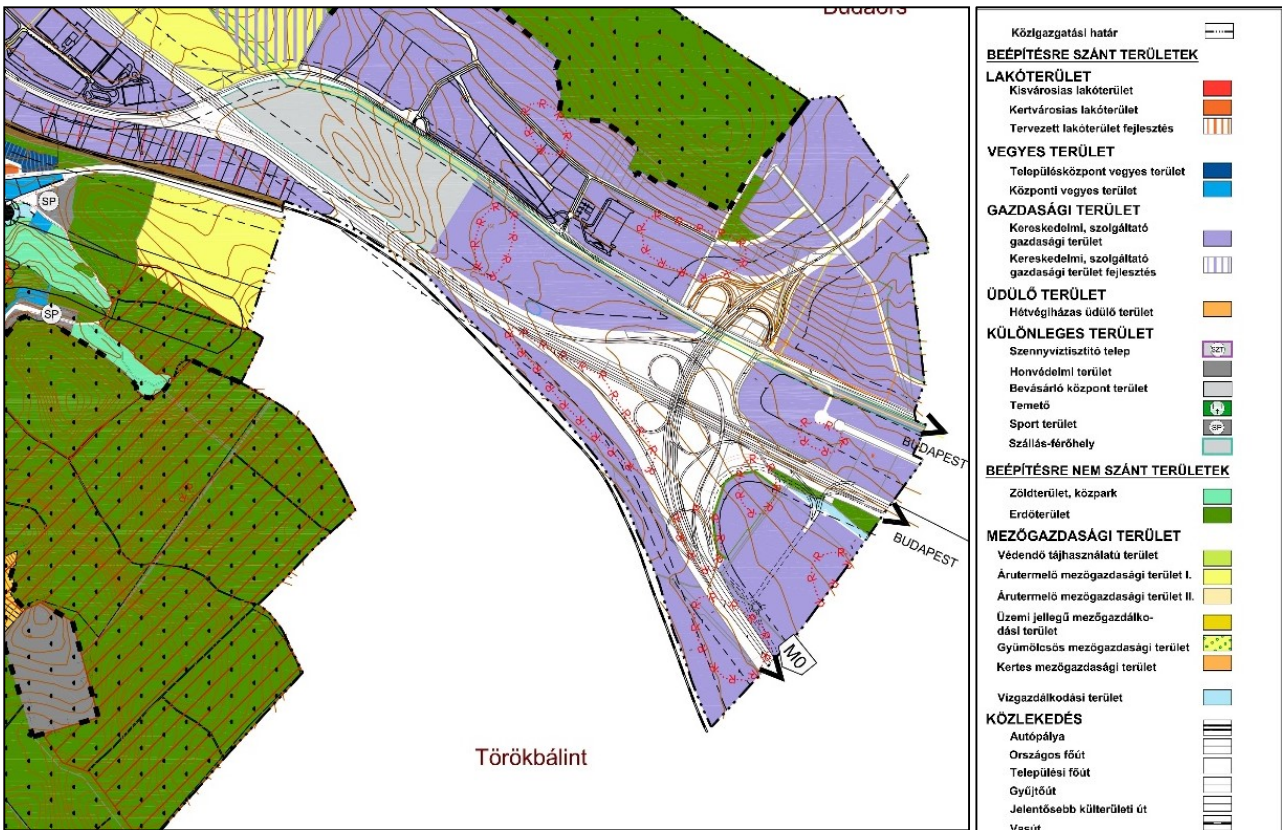 Budaörs
SP
SP
BUDAPEST
BUDAPEST
M0
Törökbálint
Közigazgatási határ
BEÉPÍTÉSRE SZÁNT TERÜLETEK
LAKÓTERÜLET
Kisvárosias lakóterület
Kertvárosias lakóterület
Tervezett lakóterület fejlesztés
VEGYES TERÜLET
Településközpont vegyes terület
Központi vegyes terület
GAZDASÁGI TERÜLET
Kereskedelmi, szolgáltató
gazdasági terület
Kereskedelmi, szolgáltató
gazdasági terület fejlesztés
ÜDÜLŐ TERÜLET
Hétvégiházas üdülő terület
KÜLÖNLEGES TERÜLET
Szennyvíztisztító telep
SZT
Honvédelmi terület
Bevásárló központ terület
Temető
Sport terület
SP
Szállás-férőhely
BEÉPÍTÉSRE NEM SZÁNT TERÜLETEK
Zöldterület, közpark
Erdőterület
MEZŐGAZDASÁGI TERÜLET
Védendő tájhasználatú terület
Árutermelő mezőgazdasági terület I.
Árutermelő mezőgazdasági terület II.
Üzemi jellegű mezőgazdálko-
dási terület
Gyümölcsös mezőgazdasági terület
Kertes mezőgazdasági terület
Vízgazdálkodási terület
KÖZLEKEDÉS
Autópálya
Országos főút
Települési főút
Gyűjtőút
Jelentősebb külterületi út
Vasút